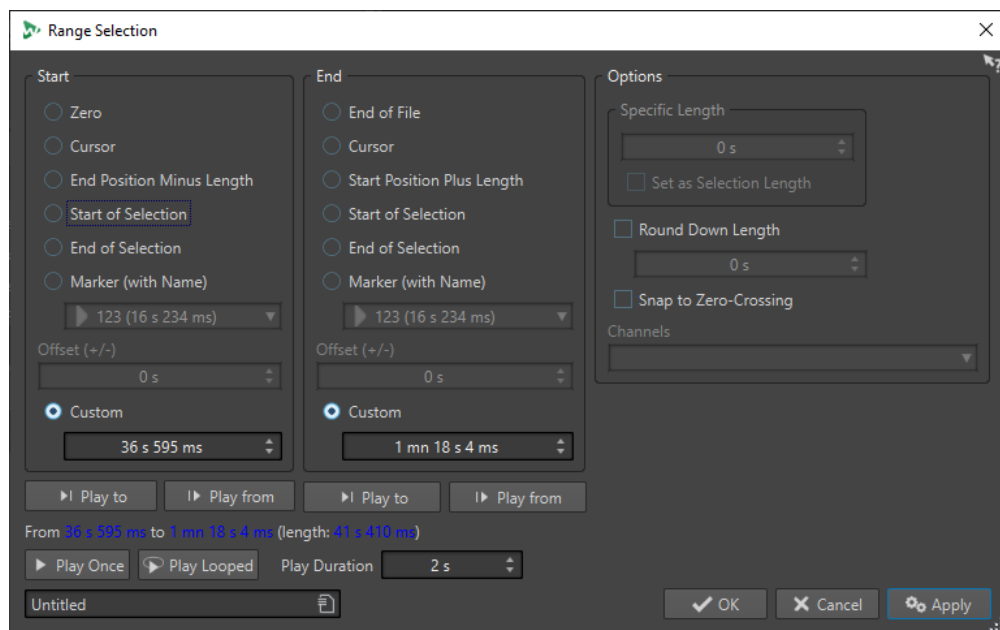 Range Selection
Start
Zero
Cursor
End Position Minus Length
Start of Selection
End of Selection
Marker (with Name)
123 (16 s 234 ms)
Offset (+/-)
0 s
Custom
36 s 595 ms
Play to
Play from
End
End of File
Cursor
Start Position Plus Length
Start of Selection
End of Selection
Marker (with Name)
123 (16 s 234 ms)
Offset (+/-)
0 s
Custom
1 mn 18 s 4 ms
Play to
Play from
Options
Specific Length
0 s
Set as Selection Length
Round Down Length
0 s
Snap to Zero-Crossing
Channels
From 36 s 595 ms to 1 mn 18 s 4 ms (length: 41 s 410 ms)
Play Once
Play Looped
Play Duration
2 s
Untitled
OK
Cancel
Apply